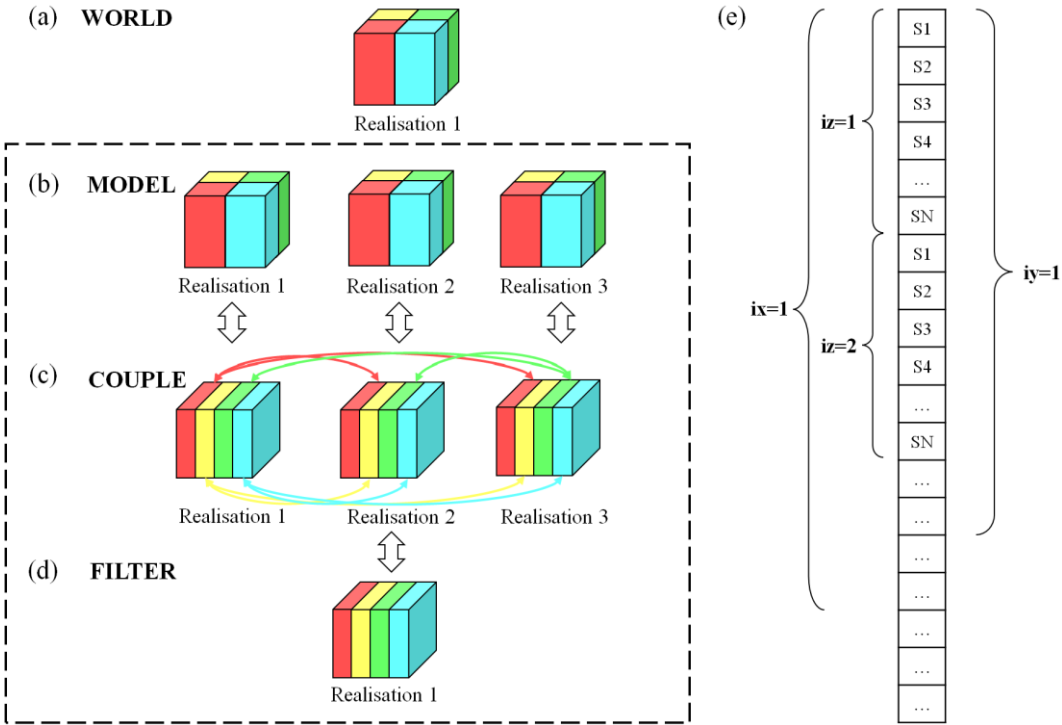 (a) WORLD
Realisation 1
(b) MODEL
Realisation 1 Realisation 2 Realisation 3
(c) COUPLE
Realisation 1 Realisation 2 Realisation 3
(d) FILTER
Realisation 1
(e)
S1
S2
S3
iz=1
S4
...
SN
S1
S2
iy=1
ix=1
S3
iz=2
S4
...
SN
...
...
...
...
...
...
...